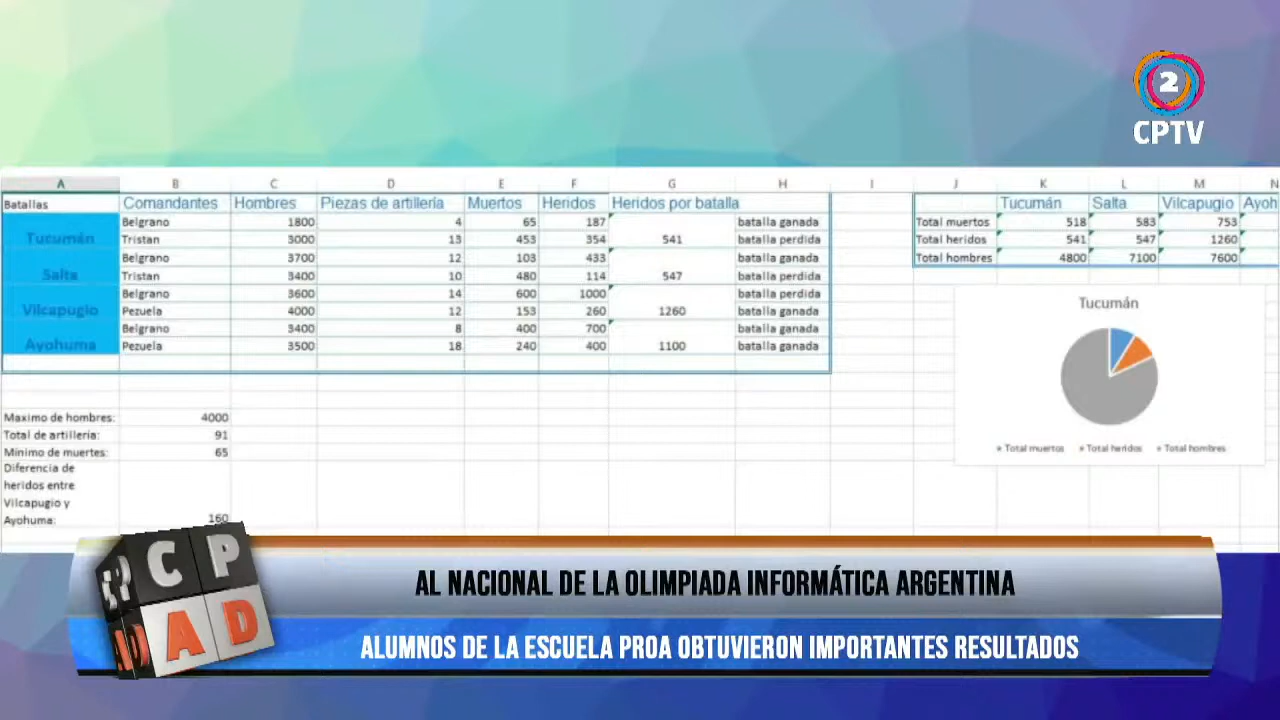 2
CPTV
A B C D E F G H I J K L M N
Batallas Comandantes Hombres Piezas de artillería Muertos Heridos Heridos por batalla
Belgrano 1800 4 65 187 batalla ganada
Tucumán Tristan 3000 13 453 354 541 batalla perdida
Belgrano 3700 12 103 433 batalla ganada
Salta Tristan 3400 10 480 114 547 batalla perdida
Belgrano 3600 14 600 1000 batalla perdida
Vilcapugio Pezuela 4000 12 153 260 1260 batalla ganada
Belgrano 3400 8 400 700 batalla ganada
Ayohuma Pezuela 3500 18 240 400 1100 batalla ganada
Tucumán Salta Vilcapugio Ayoh
Total muertos 518 583 753
Total heridos 541 547 1260
Total hombres 4800 7100 7600
Tucumán
Total muertos Total heridos Total hombres
Maximo de hombres: 4000
Total de artilleria: 91
Mínimo de muertes: 65
Diferencia de
heridos entre
Vilcapugio y
Ayohuma: 160
CP
AD
AL NACIONAL DE LA OLIMPIADA INFORMÁTICA ARGENTINA
ALUMNOS DE LA ESCUELA PROA OBTUVIERON IMPORTANTES RESULTADOS